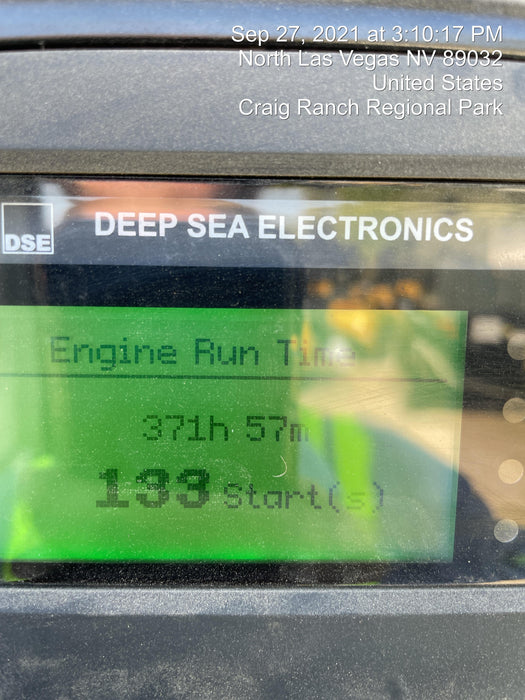 Sep 27, 2021 at 3:10:17 PM
North Las Vegas NV 89032
United States
Craig Ranch Regional Park
DSE DEEP SEA ELECTRONICS
Engine Run Time
371h 57m
133 Start(s)